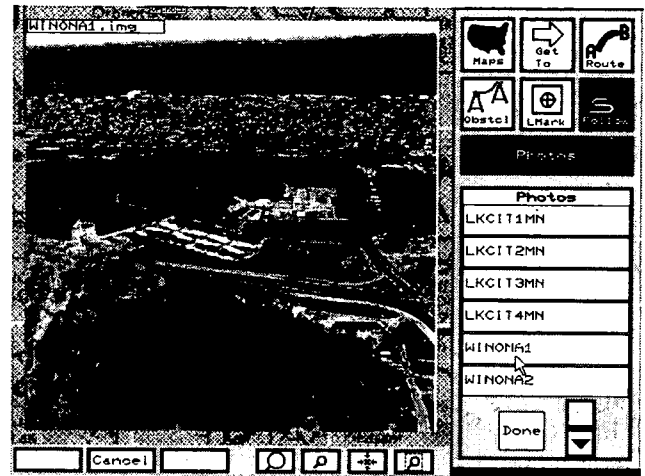 WINONA1.img
Maps
Get To
A B Route
Obstcl
LMark
Photos
Photos
LKCIT1MN
LKCIT2MN
LKCIT3MN
LKCIT4MN
WINONA1
WINONA2
Done
Cancel